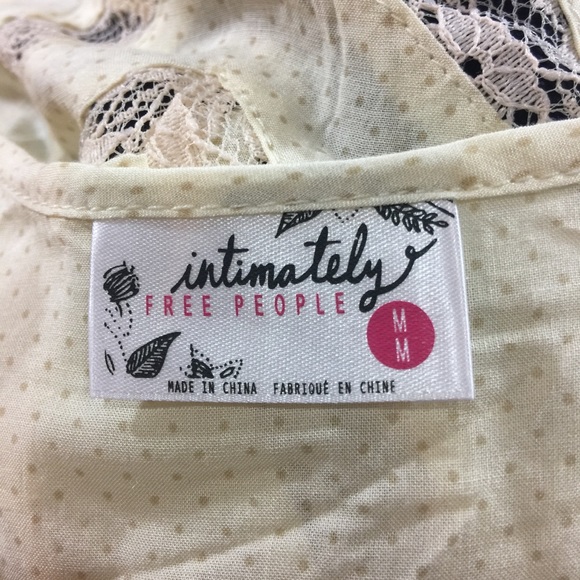 intimately
FREE PEOPLE
M
M
MADE IN CHINA FABRIQUÉ EN CHINE